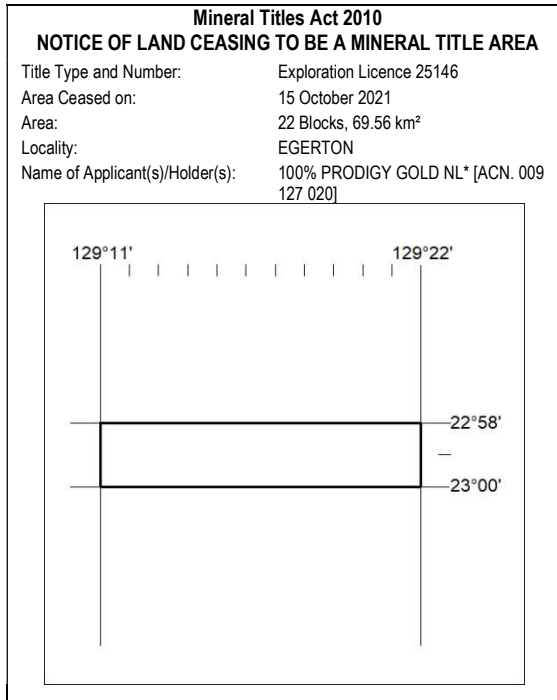 Mineral Titles Act 2010
NOTICE OF LAND CEASING TO BE A MINERAL TITLE AREA
Title Type and Number: Exploration Licence 25146
Area Ceased on: 15 October 2021
Area: 22 Blocks, 69.56 km²
Locality: EGERTON
Name of Applicant(s)/Holder(s): 100% PRODIGY GOLD NL* [ACN. 009
127 020]
129°11' 129°22'
22°58'
23°00'